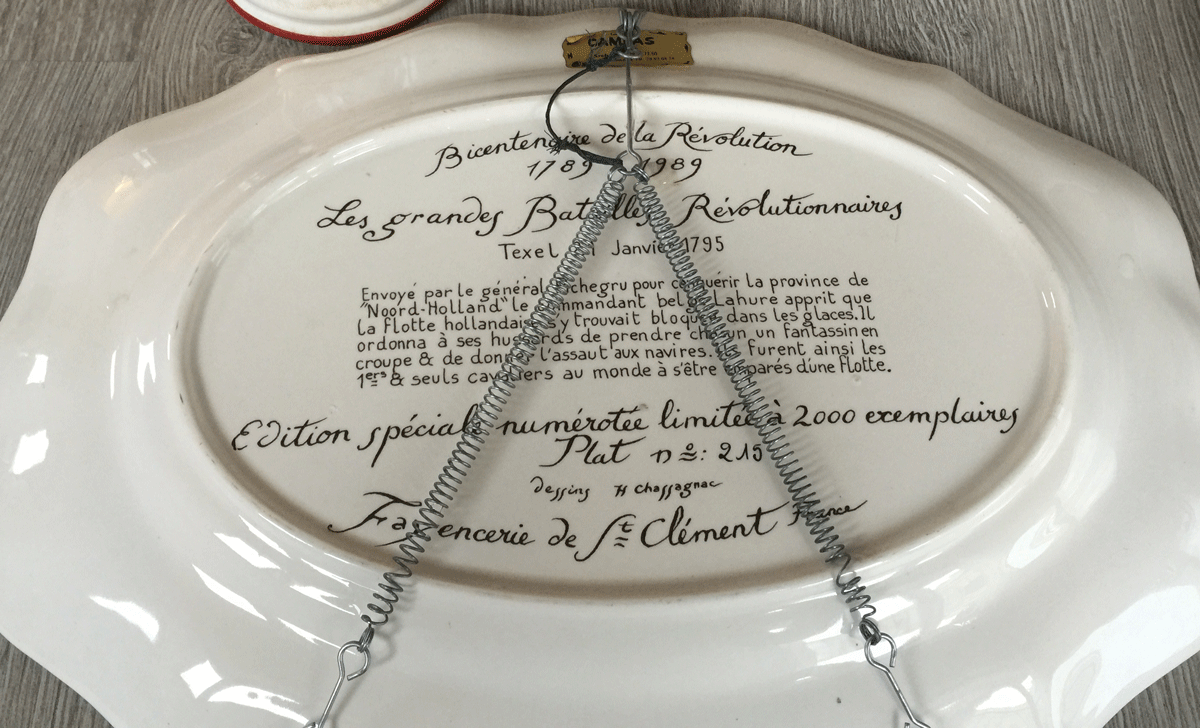 CAMPAS
Bicentenaire de la Révolution
1789 1989
Les grandes Batailles Révolutionnaires
Texel Janvier 1795
Envoyé par le général Pichegru pour conquérir la province de
"Noord-Holland" le commandant belge Lahure apprit que
la flotte hollandaise s'y trouvait bloquée dans les glaces. Il
ordonna à ses hussards de prendre chacun un fantassin en
croupe & de donner l'assaut aux navires. Ils furent ainsi les
1ers & seuls cavaliers au monde à s'être emparés d'une flotte.
Edition spéciale numérotée limitée à 2000 exemplaires
Plat nº: 215
dessins H Chassagnac
Fayencerie de St Clément France